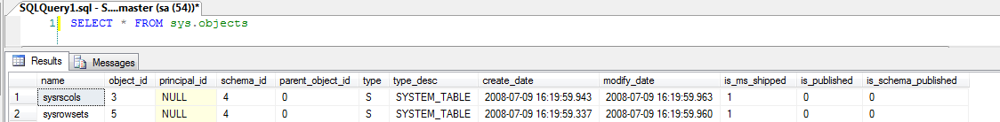 SQLQuery1.sql - S....master (sa (54))*
1 SELECT * FROM sys.objects
Results Messages
name object_id principal_id schema_id parent_object_id type type_desc create_date modify_date is_ms_shipped is_published is_schema_published
1 sysrscols 3 NULL 4 0 S SYSTEM_TABLE 2008-07-09 16:19:59.943 2008-07-09 16:19:59.963 1 0 0
2 sysrowsets 5 NULL 4 0 S SYSTEM_TABLE 2008-07-09 16:19:59.337 2008-07-09 16:19:59.960 1 0 0